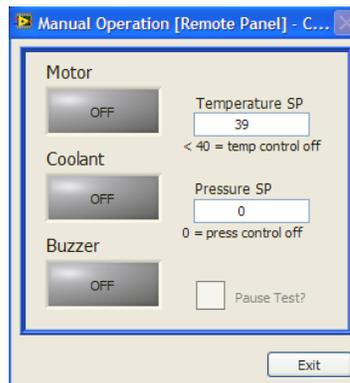 Manual Operation [Remote Panel] - C...
Motor
OFF
Temperature SP
39
< 40 = temp control off
Coolant
OFF
Pressure SP
0
0 = press control off
Buzzer
OFF
Pause Test?
Exit